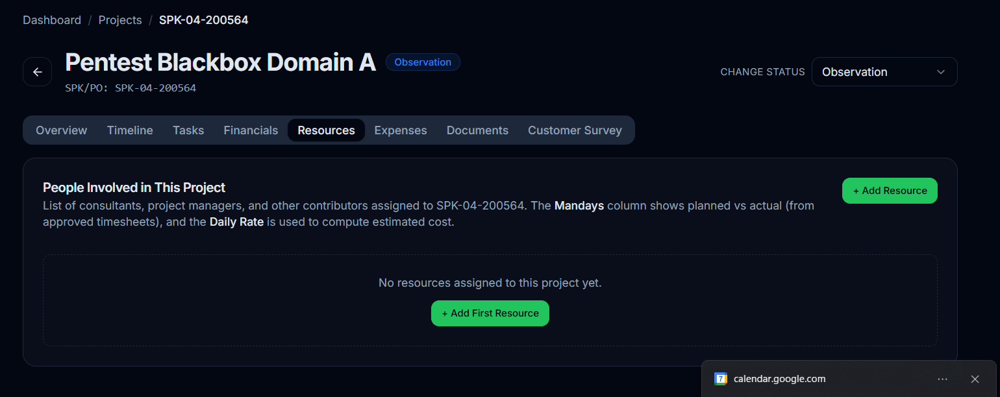 Dashboard / Projects / SPK-04-200564
Pentest Blackbox Domain A
Observation
SPK/PO: SPK-04-200564
CHANGE STATUS
Observation
Overview Timeline Tasks Financials Resources Expenses Documents Customer Survey
People Involved in This Project
+ Add Resource
List of consultants, project managers, and other contributors assigned to SPK-04-200564. The Mandays column shows planned vs actual (from
approved timesheets), and the Daily Rate is used to compute estimated cost.
No resources assigned to this project yet.
+ Add First Resource
7 calendar.google.com